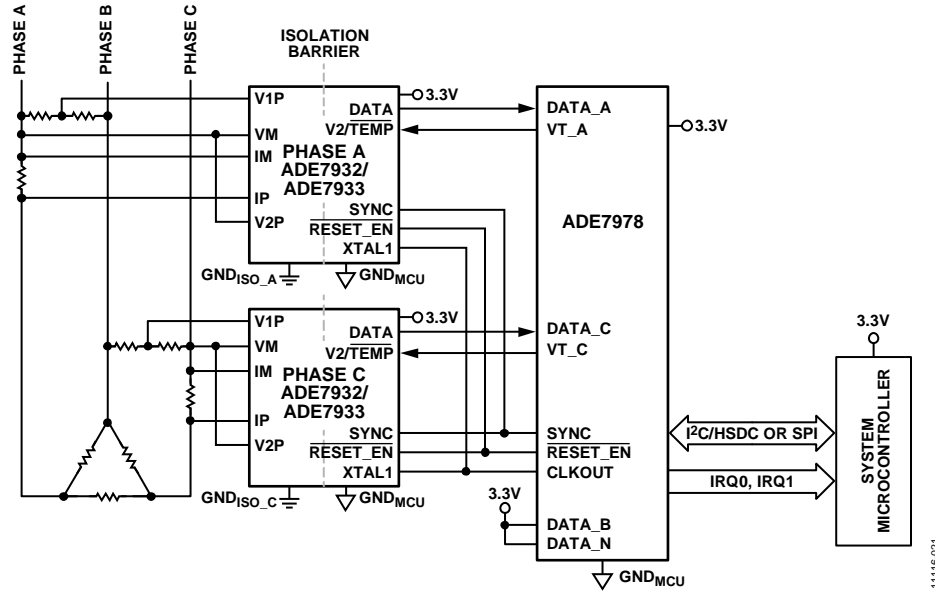 PHASE A
PHASE B
PHASE C
ISOLATION
BARRIER
V1P
VM
IM
IP
V2P
DATA
V2/TEMP
PHASE A
ADE7932/
ADE7933
SYNC
RESET_EN
XTAL1
3.3V
GNDISO_A
GNDMCU
V1P
VM
IM
IP
V2P
DATA
V2/TEMP
PHASE C
ADE7932/
ADE7933
SYNC
RESET_EN
XTAL1
3.3V
GNDISO_C
GNDMCU
DATA_A
VT_A
3.3V
ADE7978
DATA_C
VT_C
SYNC
RESET_EN
CLKOUT
3.3V
DATA_B
DATA_N
GNDMCU
I2C/HSDC OR SPI
IRQ0, IRQ1
3.3V
SYSTEM
MICROCONTROLLER
11116-021